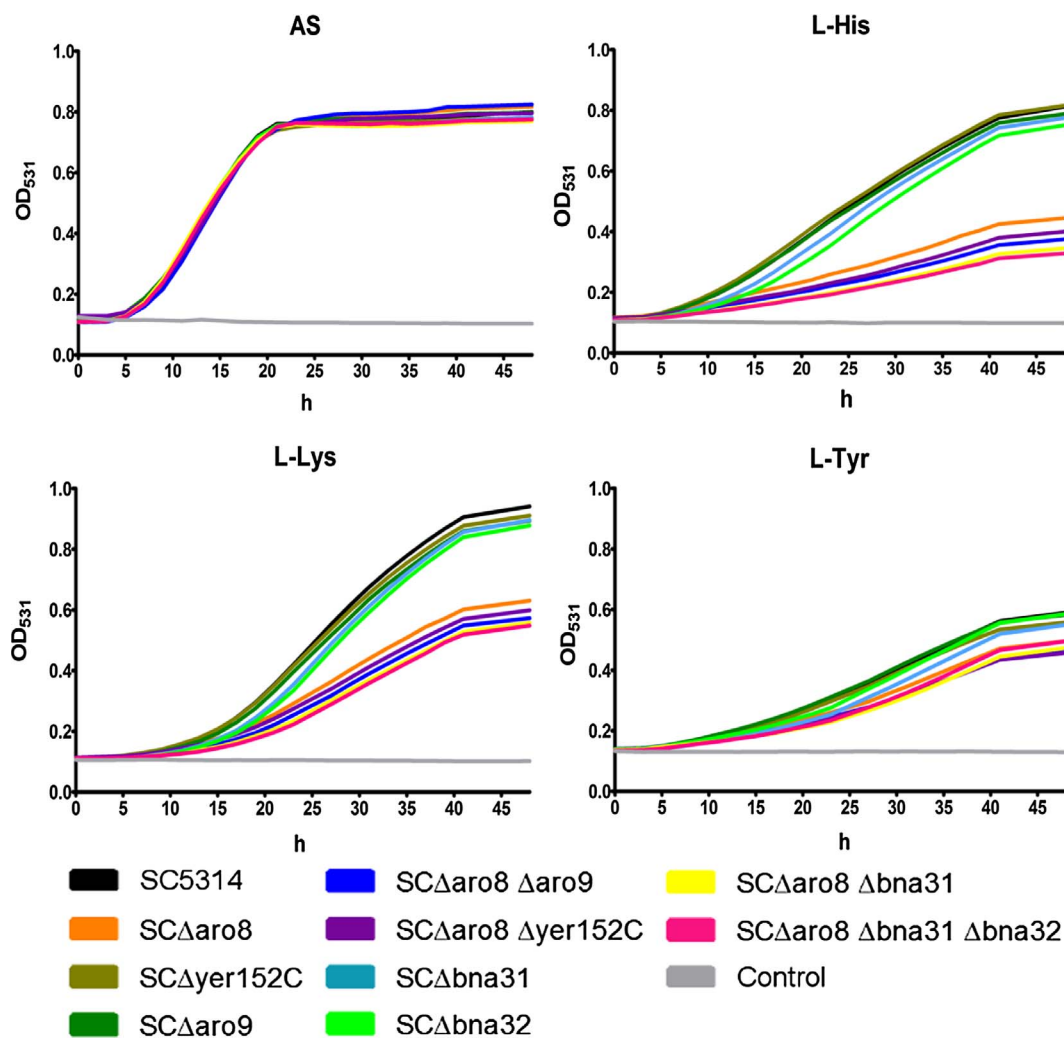 AS
OD531
1.0
0.8
0.6
0.4
0.2
0.0
0 5 10 15 20 25 30 35 40 45
h
L-His
OD531
1.0
0.8
0.6
0.4
0.2
0.0
0 5 10 15 20 25 30 35 40 45
h
L-Lys
OD531
1.0
0.8
0.6
0.4
0.2
0.0
0 5 10 15 20 25 30 35 40 45
h
L-Tyr
OD531
1.0
0.8
0.6
0.4
0.2
0.0
0 5 10 15 20 25 30 35 40 45
h
SC5314
SCΔaro8
SCΔyer152C
SCΔaro9
SCΔaro8 Δaro9
SCΔaro8 Δyer152C
SCΔbna31
SCΔbna32
SCΔaro8 Δbna31
SCΔaro8 Δbna31 Δbna32
Control